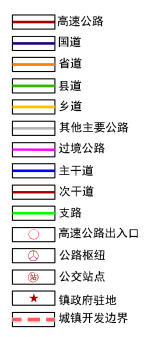 高速公路
国道
省道
县道
乡道
其他主要公路
过境公路
主干道
次干道
支路
高速公路出入口
公路枢纽
站 公交站点
镇政府驻地
城镇开发边界